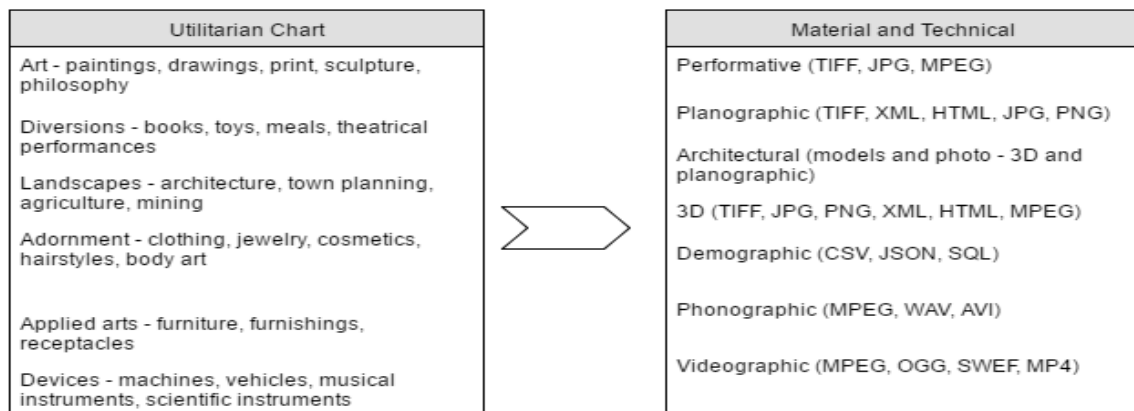 Utilitarian Chart
Art - paintings, drawings, print, sculpture,
philosophy
Diversions - books, toys, meals, theatrical
performances
Landscapes - architecture, town planning,
agriculture, mining
Adornment - clothing, jewelry, cosmetics,
hairstyles, body art
Applied arts - furniture, furnishings,
receptacles
Devices - machines, vehicles, musical
instruments, scientific instruments
Material and Technical
Performative (TIFF, JPG, MPEG)
Planographic (TIFF, XML, HTML, JPG, PNG)
Architectural (models and photo - 3D and
planographic)
3D (TIFF, JPG, PNG, XML, HTML, MPEG)
Demographic (CSV, JSON, SQL)
Phonographic (MPEG, WAV, AVI)
Videographic (MPEG, OGG, SWEF, MP4)